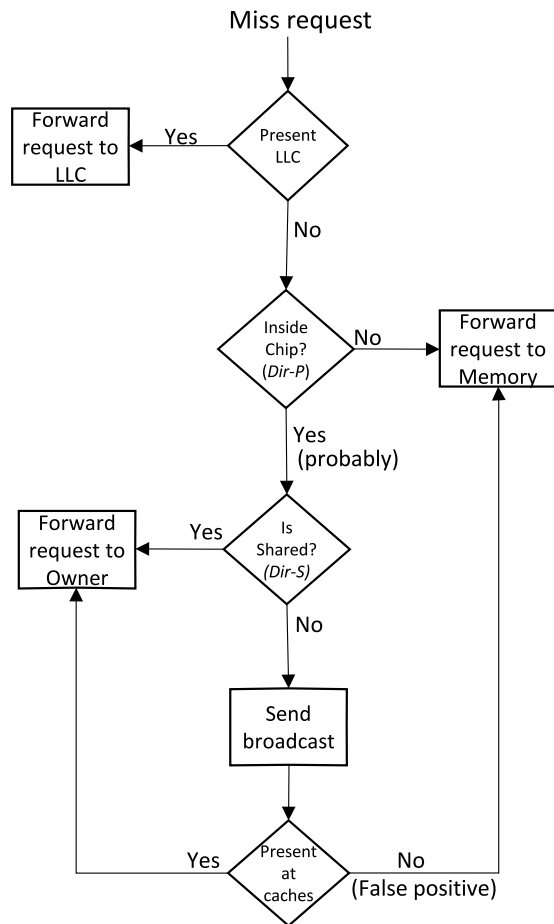 Miss request
Forward
request to
LLC
Yes
Present
LLC
No
Inside
Chip?
(Dir-P)
No
Forward
request to
Memory
Yes
(probably)
Forward
request to
Owner
Yes
Is
Shared?
(Dir-S)
No
Send
broadcast
Yes
Present
at
caches
No
(False positive)